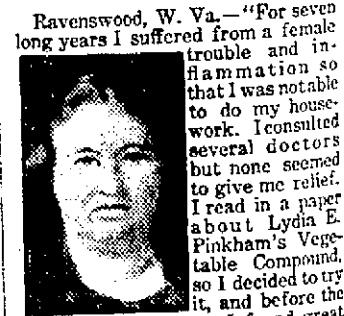 Ravenswood, W. Va.—"For seven
long years I suffered from a female
trouble and in-
flammation so
that I was notable
to do my house-
work. I consulted
several doctors
but none seemed
to give me relief.
I read in a paper
about Lydia E.
Pinkham's Vege-
table Compound,
so I decided to try
it, and before the
great